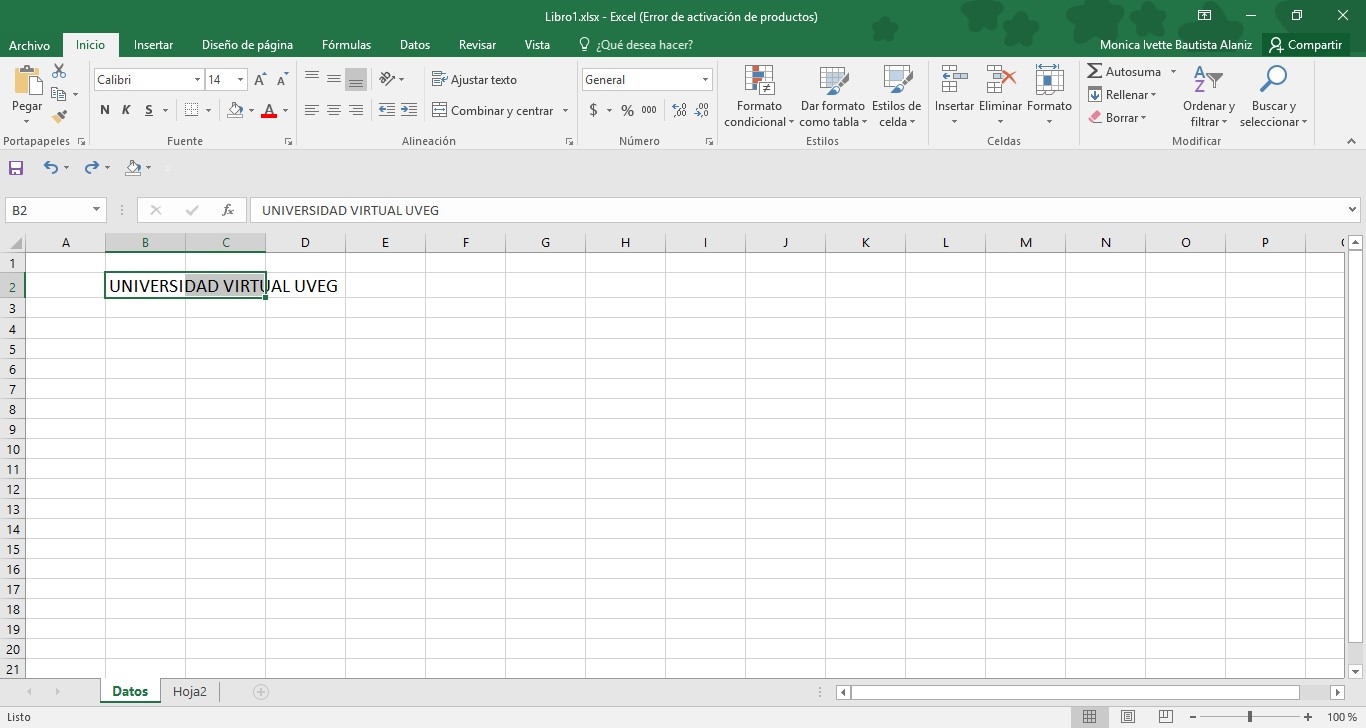 Libro1.xlsx - Excel (Error de activación de productos)
Archivo Inicio Insertar Diseño de página Fórmulas Datos Revisar Vista ¿Qué desea hacer? Monica Ivette Bautista Alaniz Compartir
Pegar
Portapapeles
Calibri 14
N K S
Fuente
Ajustar texto
Combinar y centrar
Alineación
General
$ % 000
Número
Formato condicional
Dar formato como tabla
Estilos de celda
Estilos
Insertar Eliminar Formato
Celdas
Autosuma
Rellenar
Borrar
Ordenar y filtrar
Buscar y seleccionar
Modificar
B2 fx UNIVERSIDAD VIRTUAL UVEG
A B C D E F G H I J K L M N O P
1
2 UNIVERSIDAD VIRTUAL UVEG
3
4
5
6
7
8
9
10
11
12
13
14
15
16
17
18
19
20
21
Datos Hoja2
Listo 100 %